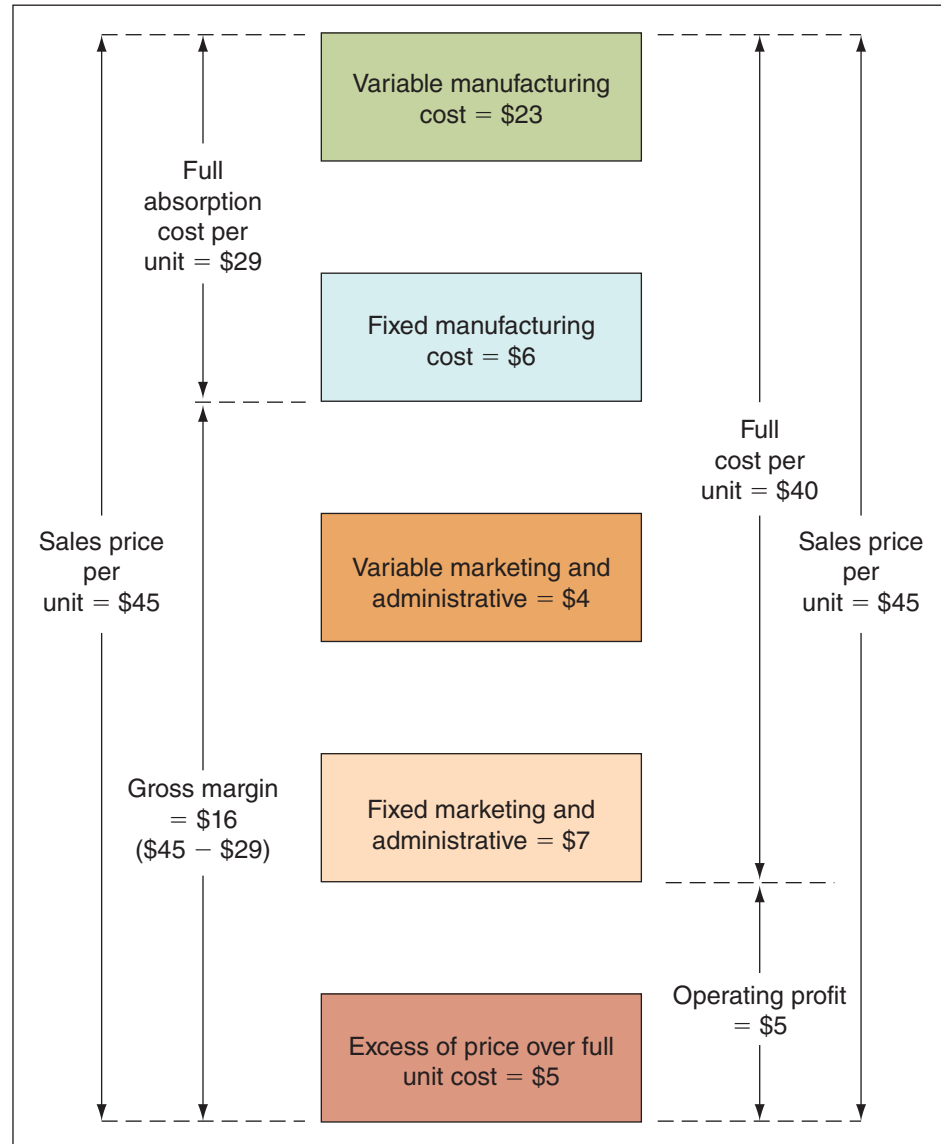 Variable manufacturing
cost = $23
Full
absorption
cost per
unit = $29
Fixed manufacturing
cost = $6
Full
cost per
unit = $40
Sales price
per
unit = $45
Variable marketing and
administrative = $4
Sales price
per
unit = $45
Gross margin
= $16
($45 − $29)
Fixed marketing and
administrative = $7
Operating profit
= $5
Excess of price over full
unit cost = $5